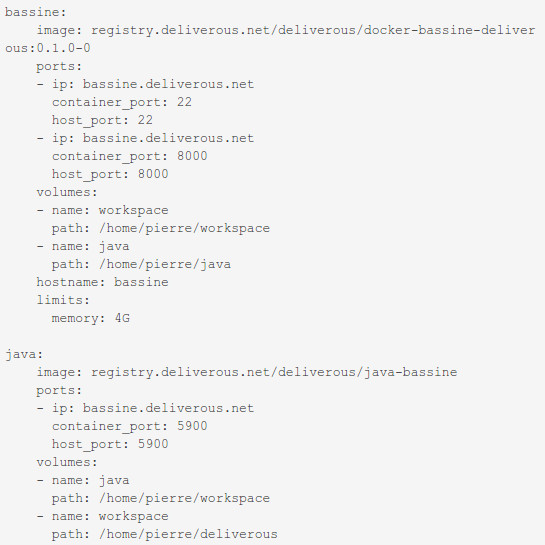 bassine:
    image: registry.deliverous.net/deliverous/docker-bassine-deliver
ous:0.1.0-0
    ports:
    - ip: bassine.deliverous.net
      container_port: 22
      host_port: 22
    - ip: bassine.deliverous.net
      container_port: 8000
      host_port: 8000
    volumes:
    - name: workspace
      path: /home/pierre/workspace
    - name: java
      path: /home/pierre/java
    hostname: bassine
    limits:
      memory: 4G

java:
    image: registry.deliverous.net/deliverous/java-bassine
    ports:
    - ip: bassine.deliverous.net
      container_port: 5900
      host_port: 5900
    volumes:
    - name: java
      path: /home/pierre/workspace
    - name: workspace
      path: /home/pierre/deliverous